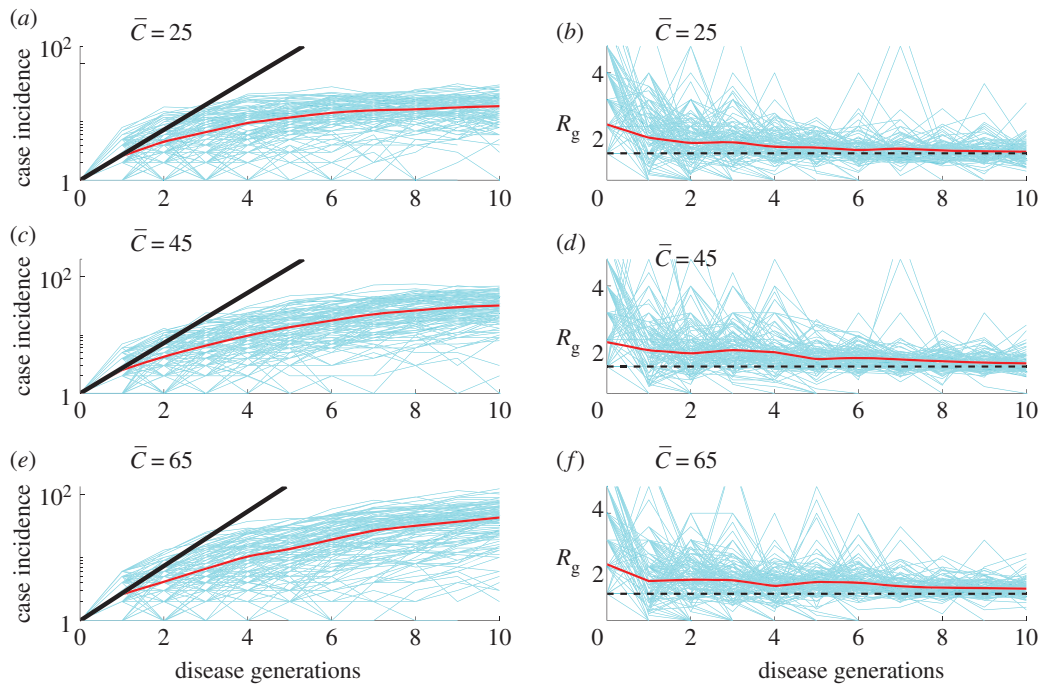 (a)
C̄ = 25
case incidence
10²
1
0 2 4 6 8 10
(b)
C̄ = 25
R_g
4
2
0 2 4 6 8 10
(c)
C̄ = 45
case incidence
10²
1
0 2 4 6 8 10
(d)
C̄ = 45
R_g
4
2
0 2 4 6 8 10
(e)
C̄ = 65
case incidence
10²
1
0 2 4 6 8 10
disease generations
(f)
C̄ = 65
R_g
4
2
0 2 4 6 8 10
disease generations